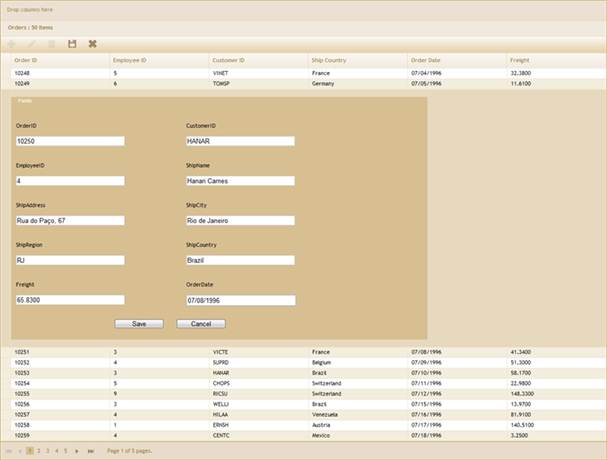 Drop columns here
Orders : 50 Items
Order ID Employee ID Customer ID Ship Country Order Date Freight
10248 5 VINET France 07/04/1996 32.3800
10249 6 TOMSP Germany 07/05/1996 11.6100
Fields
OrderID CustomerID
10250 HANAR
EmployeeID ShipName
4 Hanari Carnes
ShipAddress ShipCity
Rua do Paço, 67 Rio de Janeiro
ShipRegion ShipCountry
RJ Brazil
Freight OrderDate
65.8300 07/08/1996
Save Cancel
10251 3 VICTE France 07/08/1996 41.3400
10252 4 SUPRD Belgium 07/09/1996 51.3000
10253 3 HANAR Brazil 07/10/1996 58.1700
10254 5 CHOPS Switzerland 07/11/1996 22.9800
10255 9 RICSU Switzerland 07/12/1996 148.3300
10256 3 WELLI Brazil 07/15/1996 13.9700
10257 4 HILAA Venezuela 07/16/1996 81.9100
10258 1 ERNSH Austria 07/17/1996 140.5100
10259 4 CENTC Mexico 07/18/1996 3.2500
1 2 3 4 5 Page 1 of 5 pages.